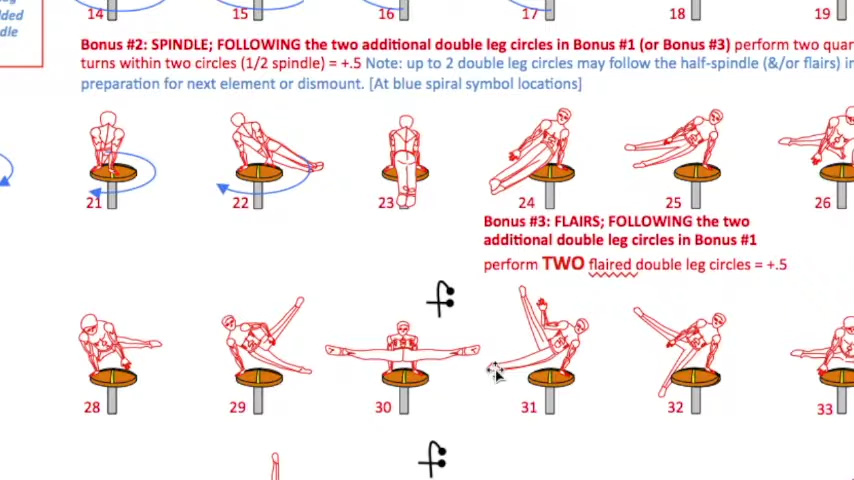 dded
dle
14 15 16 17 18 19
Bonus #2: SPINDLE; FOLLOWING the two additional double leg circles in Bonus #1 (or Bonus #3) perform two quar
turns within two circles (1/2 spindle) = +.5 Note: up to 2 double leg circles may follow the half-spindle (&/or flairs) in
preparation for next element or dismount. [At blue spiral symbol locations]
21 22 23 24 25 26
Bonus #3: FLAIRS; FOLLOWING the two
additional double leg circles in Bonus #1
perform TWO flaired double leg circles = +.5
28 29 30 31 32 33